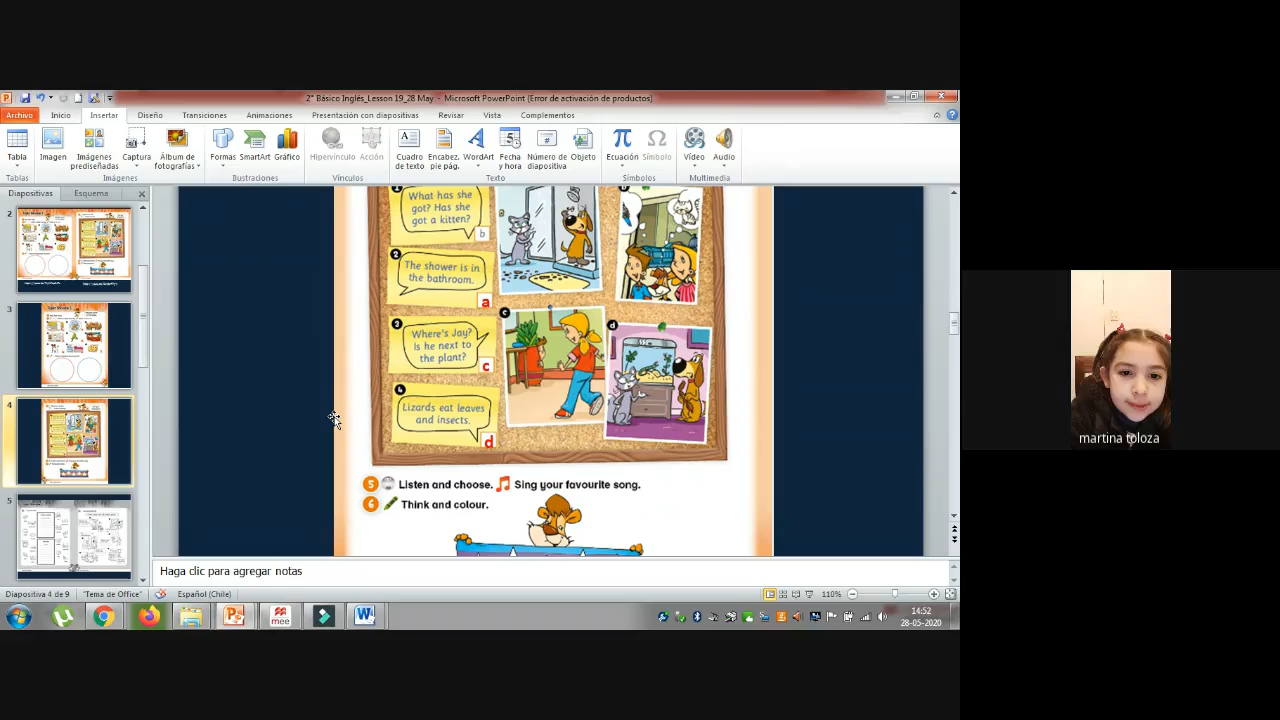 2° Básico Inglés_Lesson 19_28 May - Microsoft PowerPoint (Error de activación de productos)
Archivo Inicio Insertar Diseño Transiciones Animaciones Presentación con diapositivas Revisar Vista Complementos
Tabla Imagen Imágenes prediseñadas Captura Álbum de fotografías Formas SmartArt Gráfico Hipervínculo Acción Cuadro de texto Encabez. pie pág. WordArt Fecha y hora Número de diapositiva Objeto Ecuación Símbolo Vídeo Audio
Tablas Imágenes Ilustraciones Vínculos Texto Símbolos Multimedia
Diapositivas Esquema
2
3
4
5
1
What has she
got? Has she
got a kitten?
b
2
The shower is in
the bathroom.
a
3
Where's Jay?
Is he next to
the plant?
c
4
Lizards eat leaves
and insects.
d
b
c
d
5 Listen and choose. Sing your favourite song.
6 Think and colour.
Haga clic para agregar notas
Diapositiva 4 de 9 "Tema de Office" Español (Chile) 110%
mee
14:52
28-05-2020
martina toloza